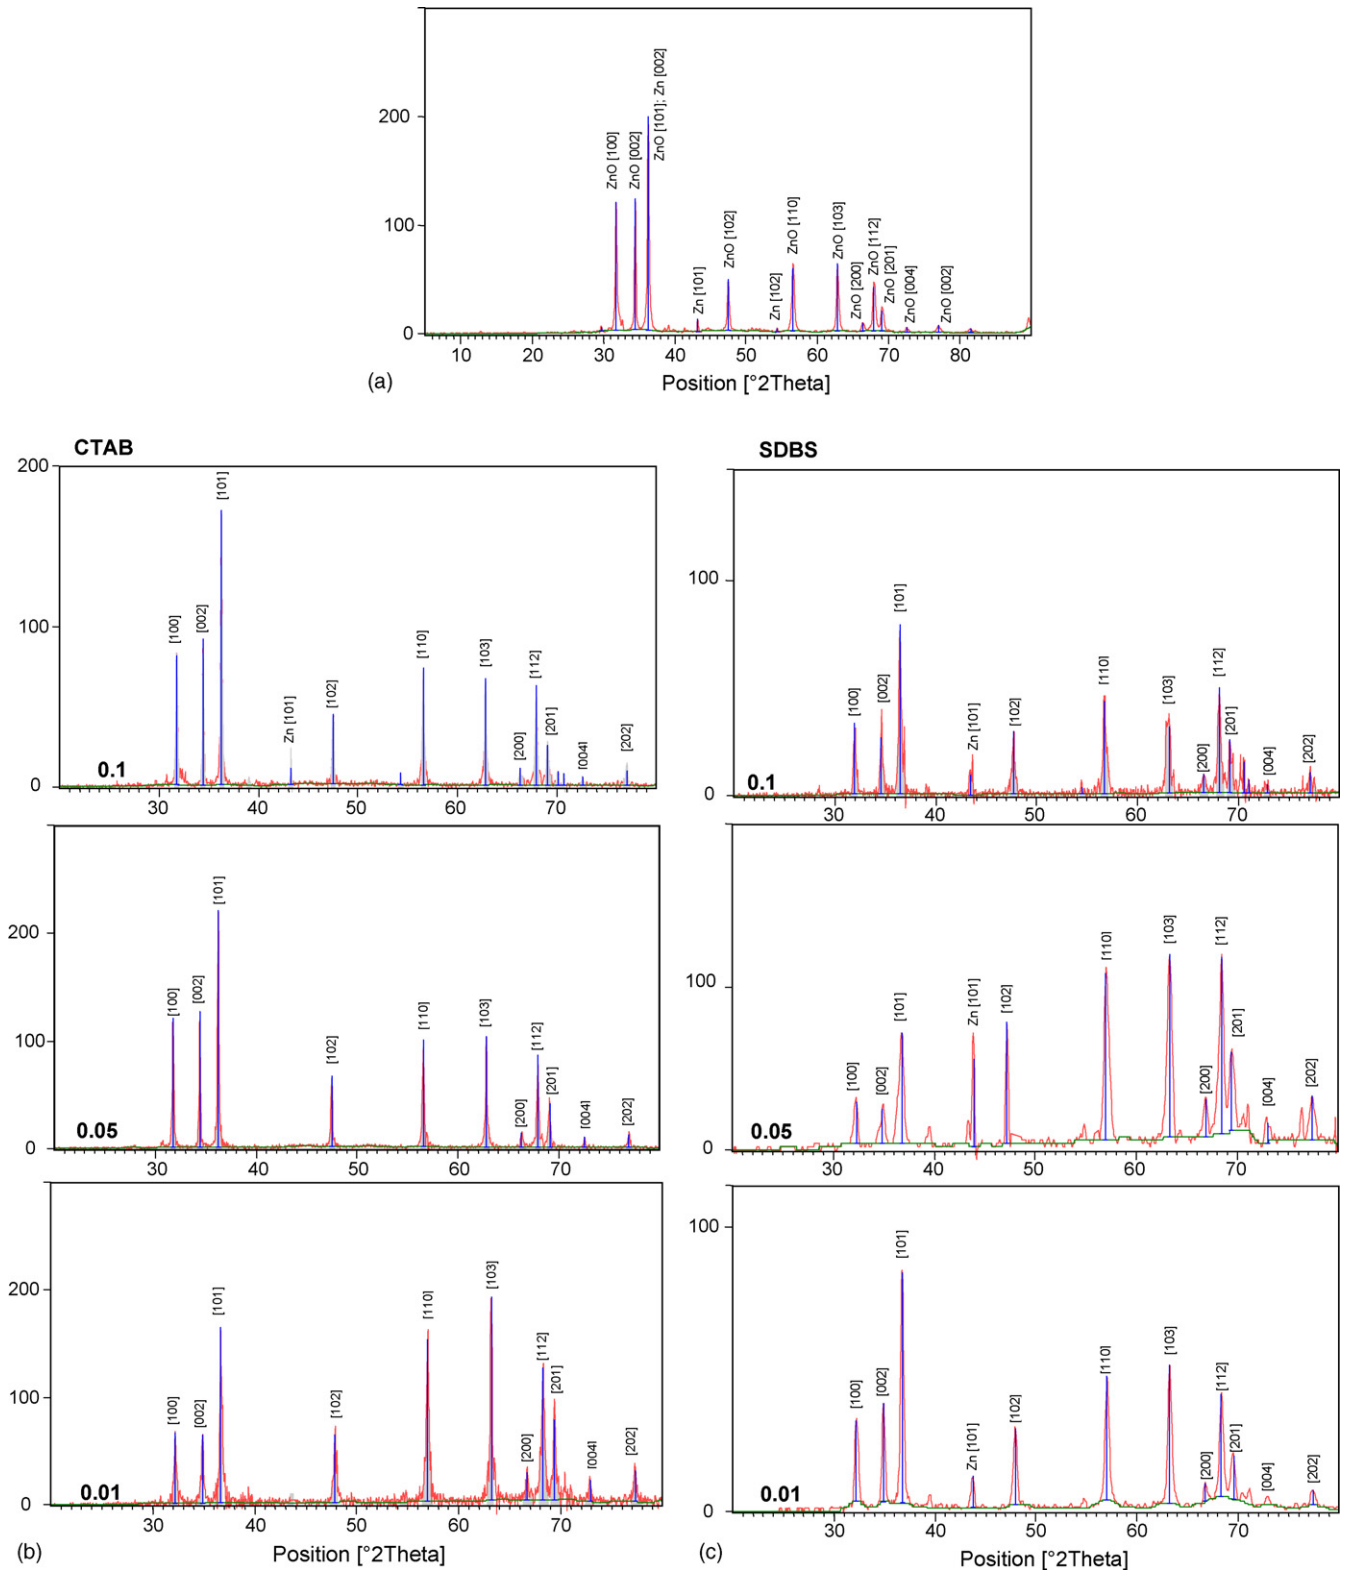 200
100
0
ZnO [100]
ZnO [002]
ZnO [101]; Zn [002]
Zn [101]
ZnO [102]
Zn [102]
ZnO [110]
ZnO [103]
ZnO [200]
ZnO [112]
ZnO [201]
ZnO [004]
ZnO [002]
10 20 30 40 50 60 70 80
Position [°2Theta]
(a)
CTAB
200
100
0
[100]
[002]
[101]
Zn [101]
[102]
[110]
[103]
[200]
[112]
[201]
[004]
[202]
0.1
30 40 50 60 70
200
100
0
[100]
[002]
[101]
[102]
[110]
[103]
[200]
[112]
[201]
[004]
[202]
0.05
30 40 50 60 70
200
100
0
[100]
[002]
[101]
[102]
[110]
[103]
[200]
[112]
[201]
[004]
[202]
0.01
30 40 50 60 70
(b)
Position [°2Theta]
SDBS
100
0
[100]
[002]
[101]
Zn [101]
[102]
[110]
[103]
[200]
[112]
[201]
[004]
[202]
0.1
30 40 50 60 70
100
0
[100]
[002]
[101]
Zn [101]
[102]
[110]
[103]
[200]
[112]
[201]
[004]
[202]
0.05
30 40 50 60 70
100
0
[100]
[002]
[101]
Zn [101]
[102]
[110]
[103]
[200]
[112]
[201]
[004]
[202]
0.01
30 40 50 60 70
(c)
Position [°2Theta]